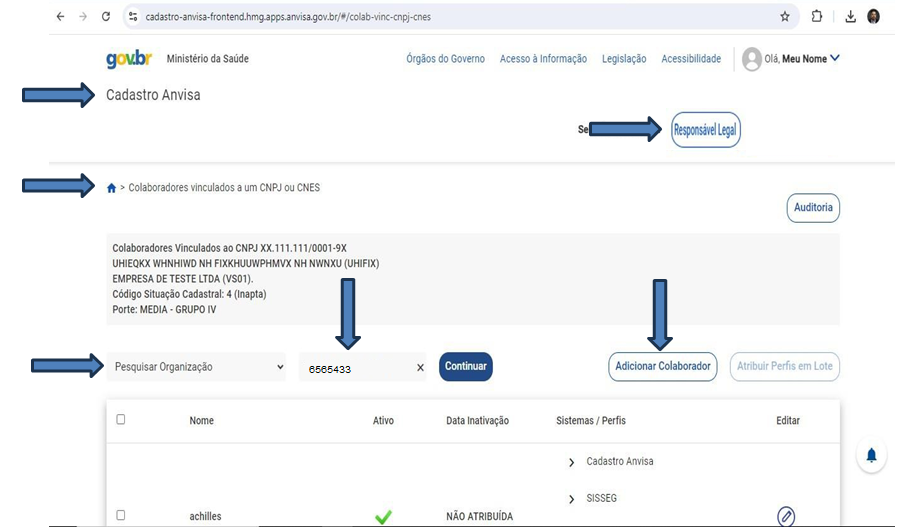 cadastro-anvisa-frontend.hmg.apps.anvisa.gov.br/#/colab-vinc-cnpj-cnes
gov.br Ministério da Saúde Órgãos do Governo Acesso à Informação Legislação Acessibilidade Olá, Meu Nome
Cadastro Anvisa
Se Responsável Legal
> Colaboradores vinculados a um CNPJ ou CNES
Auditoria
Colaboradores Vinculados ao CNPJ XX.111.111/0001-9X
UHIEQKX WHNHIWD NH FIXKHUUWPHMVX NH NWNXU (UHIFIX)
EMPRESA DE TESTE LTDA (VS01).
Código Situação Cadastral: 4 (Inapta)
Porte: MEDIA - GRUPO IV
Pesquisar Organização 6565433 x Continuar Adicionar Colaborador Atribuir Perfis em Lote
Nome Ativo Data Inativação Sistemas / Perfis Editar
Cadastro Anvisa
SISSEG
achilles NÃO ATRIBUÍDA